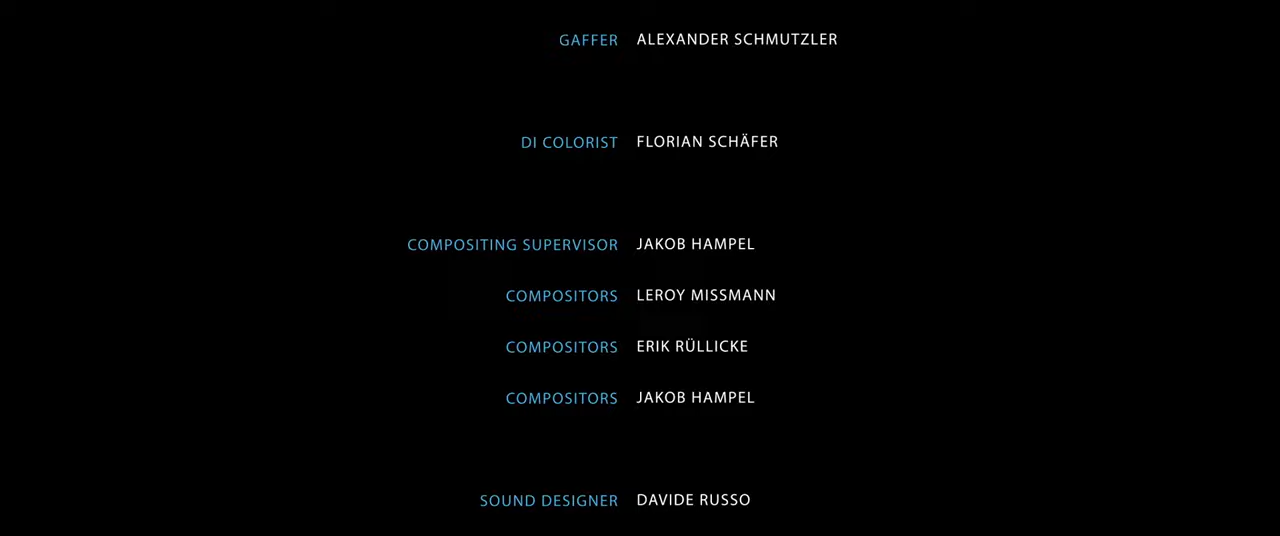 GAFFER ALEXANDER SCHMUTZLER
DI COLORIST FLORIAN SCHÄFER
COMPOSITING SUPERVISOR JAKOB HAMPEL
COMPOSITORS LEROY MISSMANN
COMPOSITORS ERIK RÜLLICKE
COMPOSITORS JAKOB HAMPEL
SOUND DESIGNER DAVIDE RUSSO